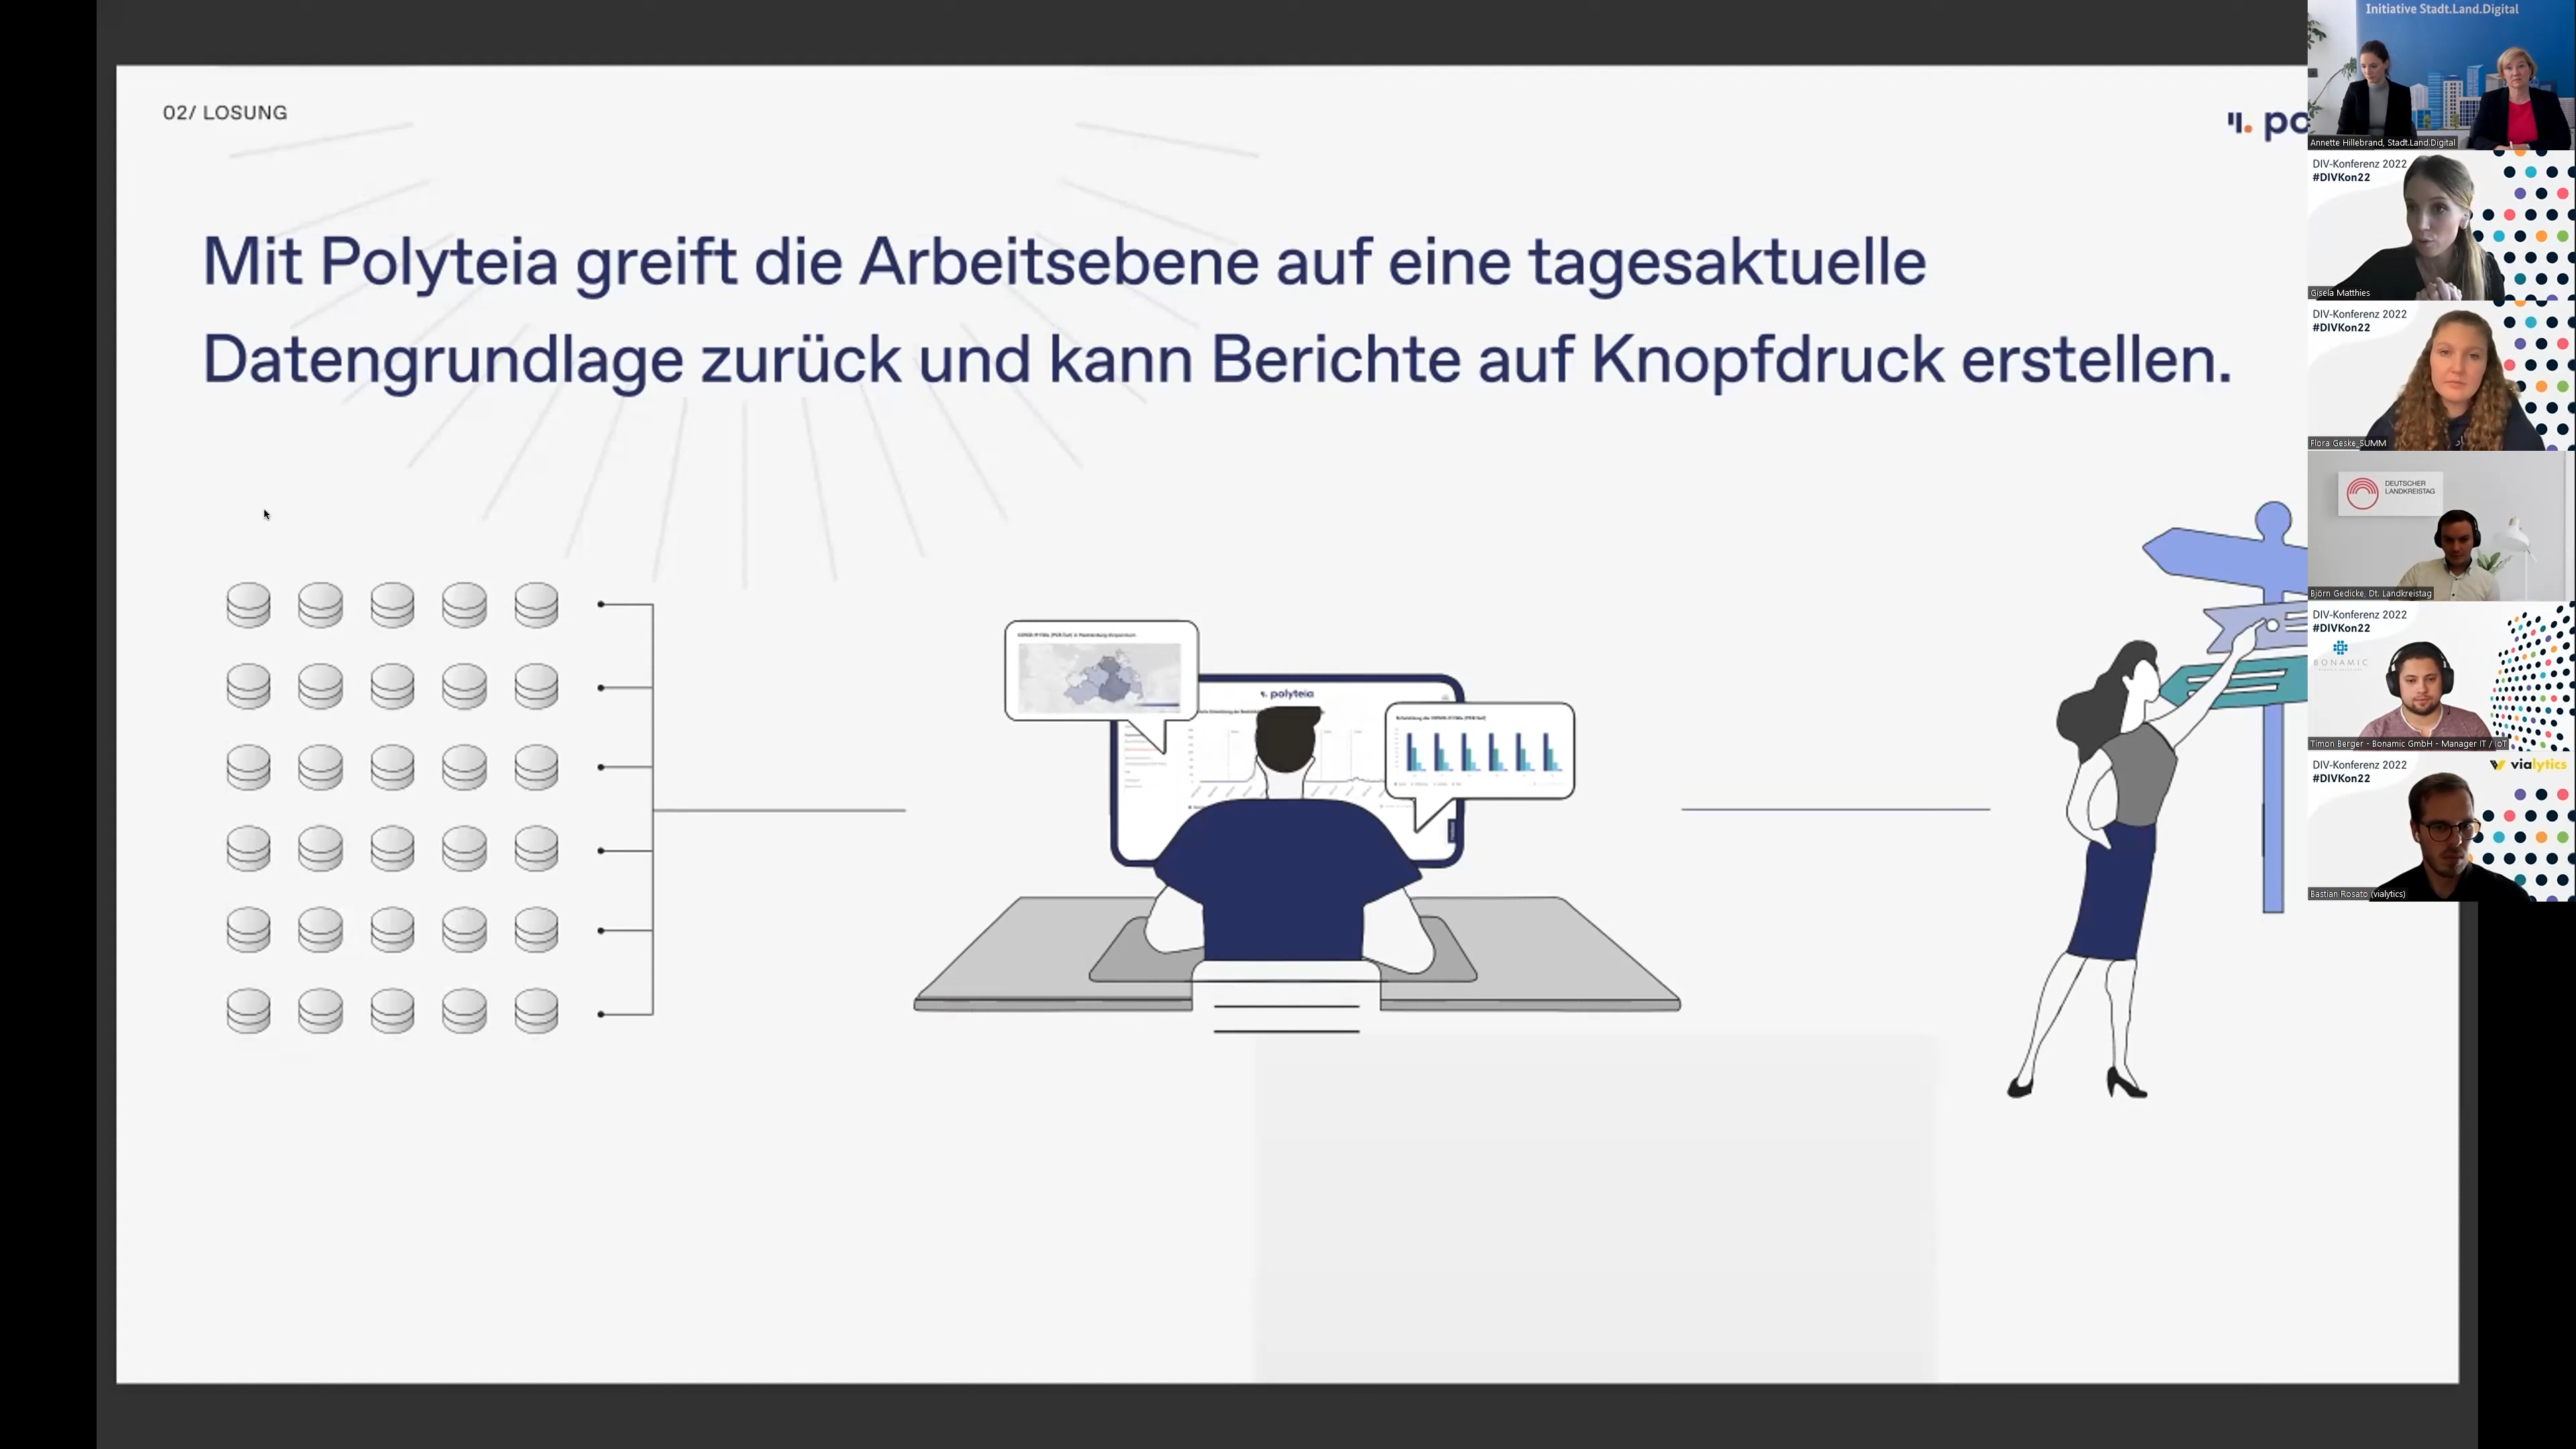 02/ LOSUNG
Mit Polyteia greift die Arbeitsebene auf eine tagesaktuelle
Datengrundlage zurück und kann Berichte auf Knopfdruck erstellen.
polyteia
Initiative Stadt.Land.Digital
Annette Hillebrand, Stadt.Land.Digital
DIV-Konferenz 2022
#DIVKon22
Gisela Matthies
DIV-Konferenz 2022
#DIVKon22
Flora Geske, SUMM
DEUTSCHER
LANDKREISTAG
Björn Gedicke, Dt. Landkreistag
DIV-Konferenz 2022
#DIVKon22
BONAMIC
Timon Berger - Bonamic GmbH - Manager IT / IoT
DIV-Konferenz 2022
#DIVKon22
vialytics
Bastian Rosato (vialytics)